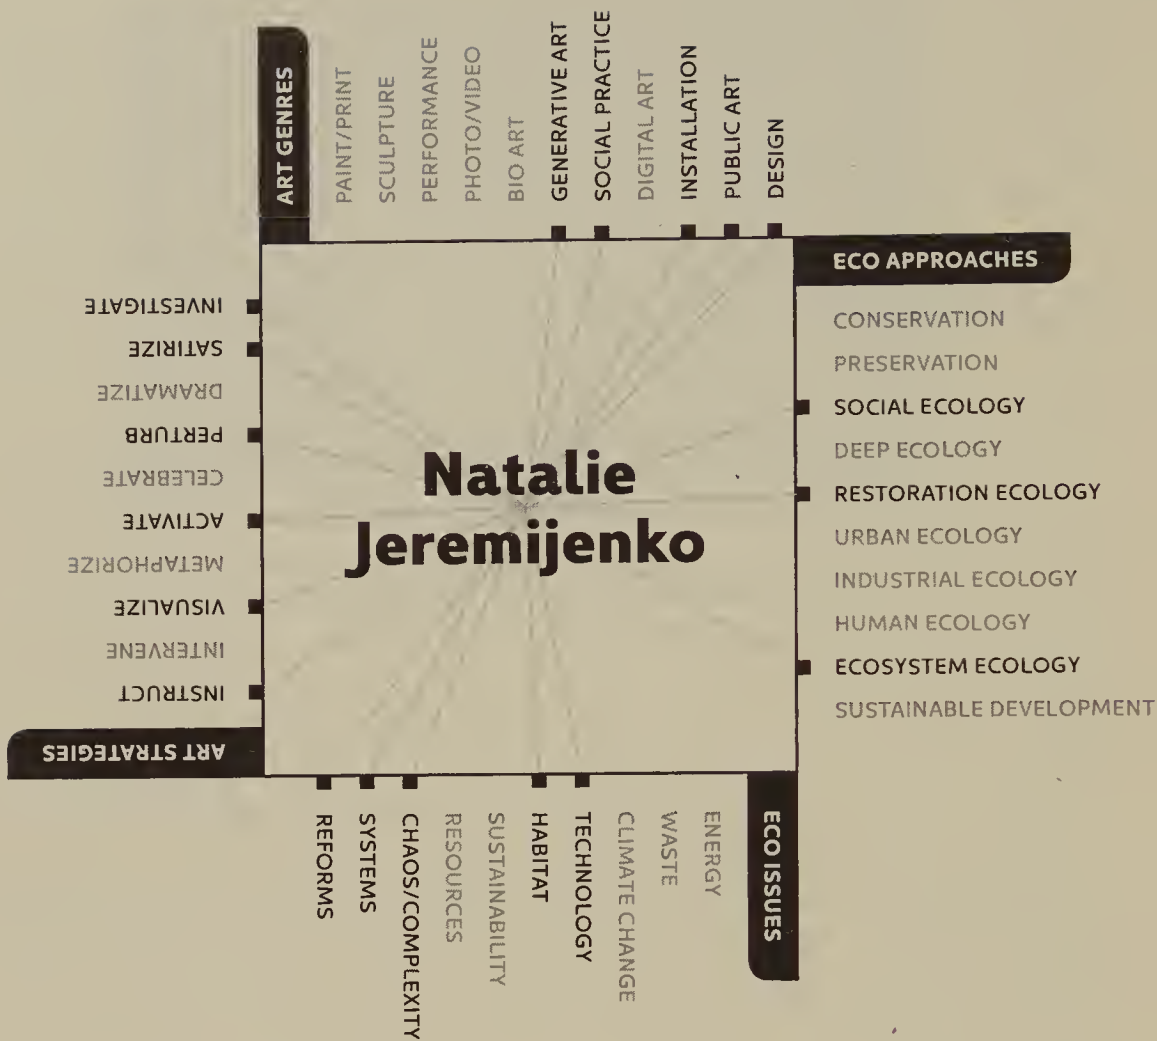 ART GENRES
PAINT/PRINT
SCULPTURE
PERFORMANCE
PHOTO/VIDEO
BIO ART
GENERATIVE ART
SOCIAL PRACTICE
DIGITAL ART
INSTALLATION
PUBLIC ART
DESIGN
ECO APPROACHES
CONSERVATION
PRESERVATION
SOCIAL ECOLOGY
DEEP ECOLOGY
RESTORATION ECOLOGY
URBAN ECOLOGY
INDUSTRIAL ECOLOGY
HUMAN ECOLOGY
ECOSYSTEM ECOLOGY
SUSTAINABLE DEVELOPMENT
ECO ISSUES
ENERGY
WASTE
CLIMATE CHANGE
TECHNOLOGY
HABITAT
SUSTAINABILITY
RESOURCES
CHAOS/COMPLEXITY
SYSTEMS
REFORMS
ART STRATEGIES
INSTRUCT
INTERVENE
VISUALIZE
METAPHORIZE
ACTIVATE
CELEBRATE
PERTURB
DRAMATIZE
SATIRIZE
INVESTIGATE
Natalie
Jeremijenko